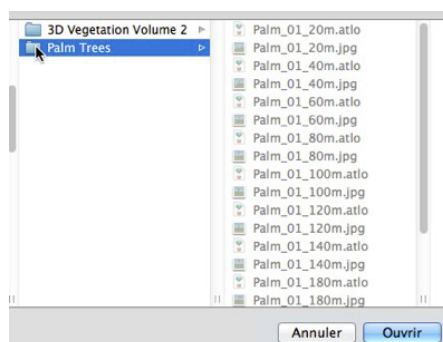 3D Vegetation Volume 2
Palm Trees
Palm_01_20m.atlo
Palm_01_20m.jpg
Palm_01_40m.atlo
Palm_01_40m.jpg
Palm_01_60m.atlo
Palm_01_60m.jpg
Palm_01_80m.atlo
Palm_01_80m.jpg
Palm_01_100m.atlo
Palm_01_100m.jpg
Palm_01_120m.atlo
Palm_01_120m.jpg
Palm_01_140m.atlo
Palm_01_140m.jpg
Palm_01_180m.atlo
Palm_01_180m.jpg
Annuler Ouvrir